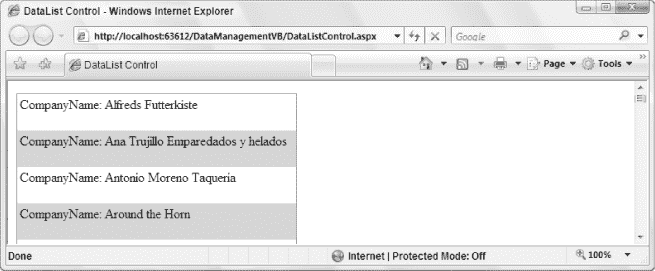 DataList Control - Windows Internet Explorer
http://localhost:63612/DataManagementVB/DataListControl.aspx
Google
DataList Control
Page
Tools
CompanyName: Alfreds Futterkiste
CompanyName: Ana Trujillo Emparedados y helados
CompanyName: Antonio Moreno Taquería
CompanyName: Around the Horn
Done
Internet | Protected Mode: Off
100%